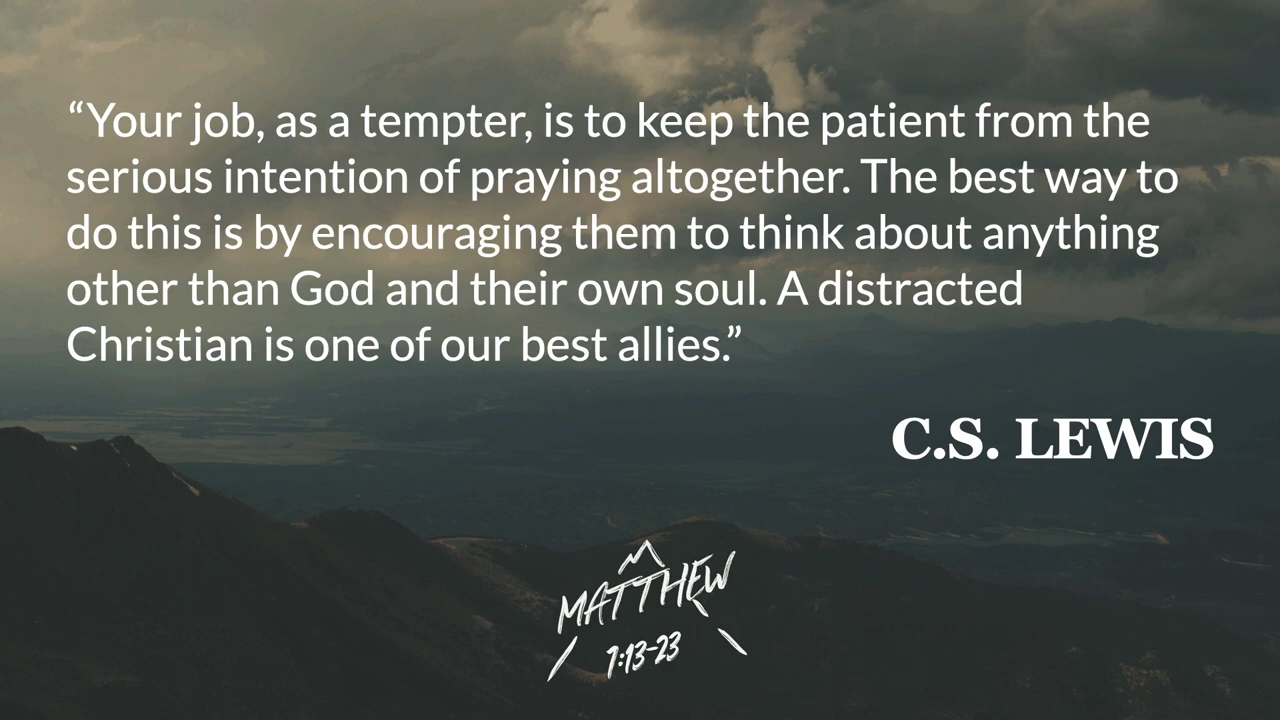 “Your job, as a tempter, is to keep the patient from the
serious intention of praying altogether. The best way to
do this is by encouraging them to think about anything
other than God and their own soul. A distracted
Christian is one of our best allies.”
C.S. LEWIS
MATTHEW
7:13-23